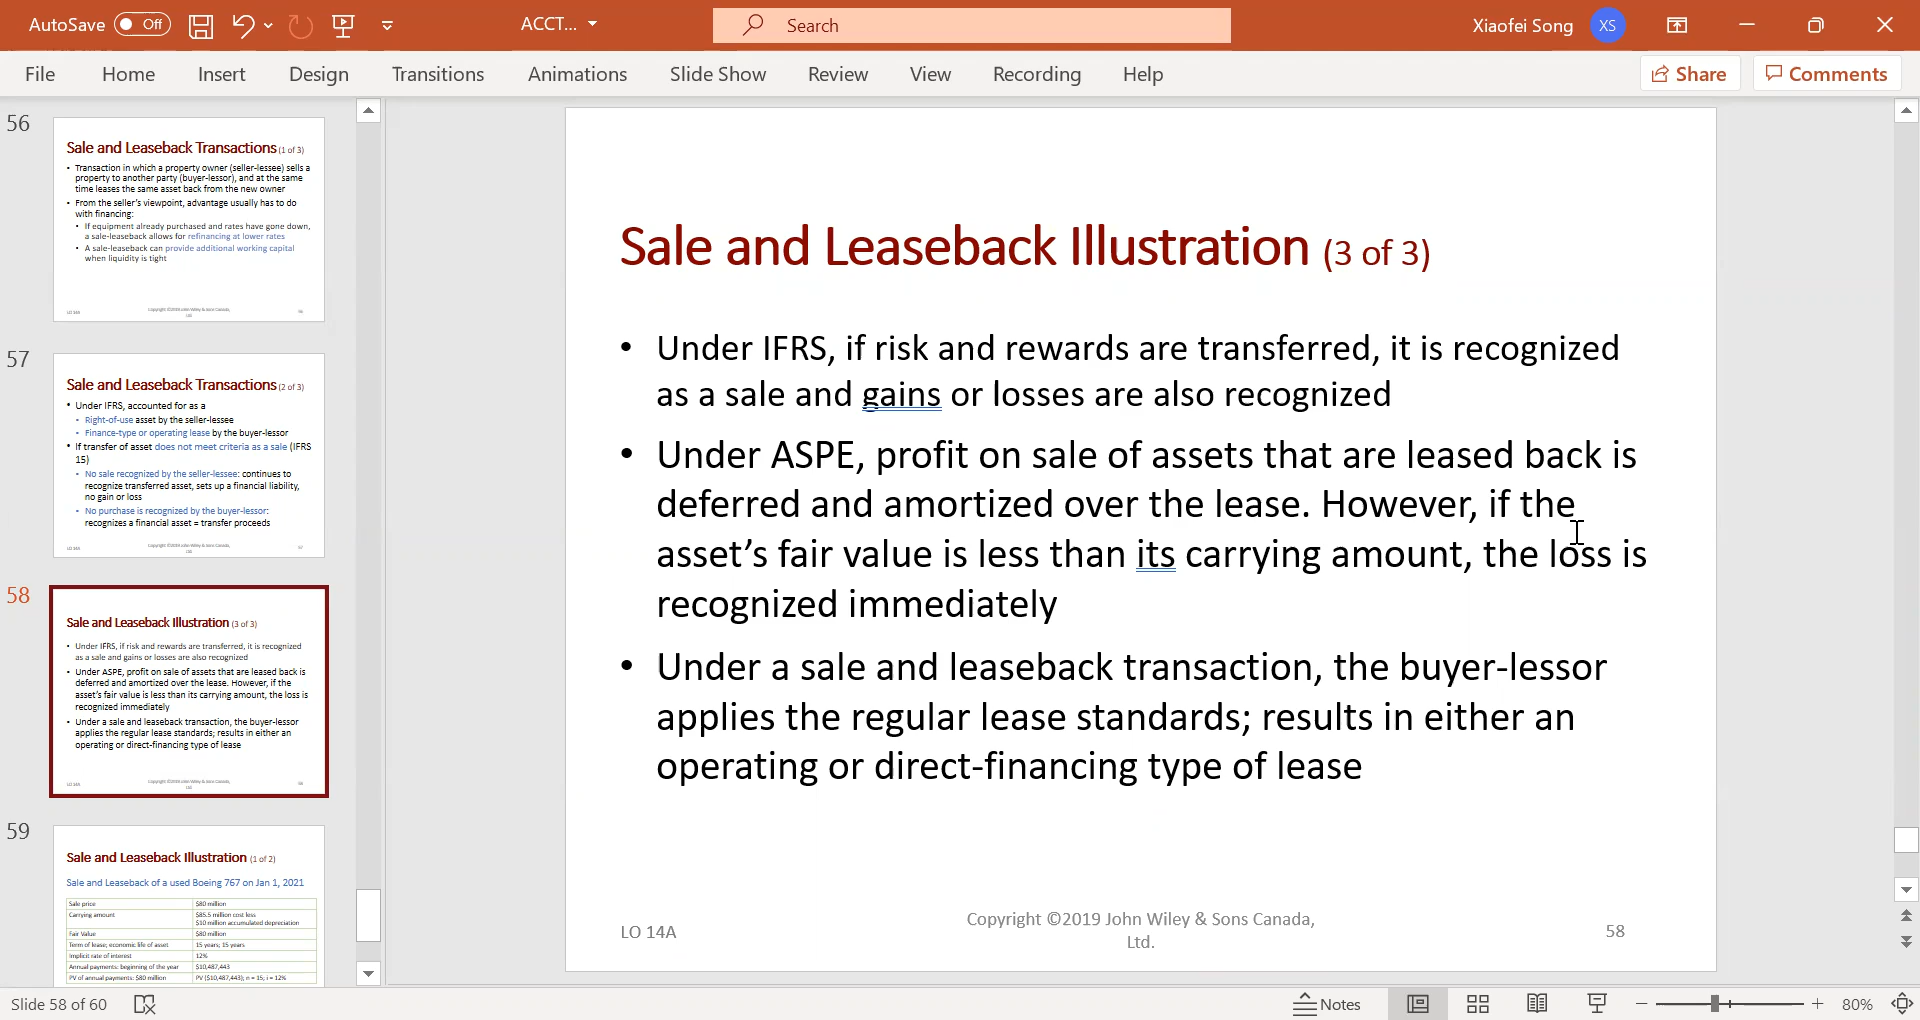 AutoSave Off ACCT... Search Xiaofei Song XS
File Home Insert Design Transitions Animations Slide Show Review View Recording Help Share Comments
56
Sale and Leaseback Transactions (1 of 3)
• Transaction in which a property owner (seller-lessee) sells a
property to another party (buyer-lessor), and at the same
time leases the same asset back from the new owner
• From the seller's viewpoint, advantage usually has to do
with financing:
• If equipment already purchased and rates have gone down,
a sale-leaseback allows for refinancing at lower rates
• A sale-leaseback can provide additional working capital
when liquidity is tight
LO 14A
Copyright ©2019 John Wiley & Sons Canada,
Ltd.
56
57
Sale and Leaseback Transactions (2 of 3)
• Under IFRS, accounted for as a
• Right-of-use asset by the seller-lessee
• Finance-type or operating lease by the buyer-lessor
• If transfer of asset does not meet criteria as a sale (IFRS
15)
• No sale recognized by the seller-lessee: continues to
recognize transferred asset, sets up a financial liability,
no gain or loss
• No purchase is recognized by the buyer-lessor:
recognizes a financial asset = transfer proceeds
LO 14A
Copyright ©2019 John Wiley & Sons Canada,
Ltd.
57
58
Sale and Leaseback Illustration (3 of 3)
• Under IFRS, if risk and rewards are transferred, it is recognized
as a sale and gains or losses are also recognized
• Under ASPE, profit on sale of assets that are leased back is
deferred and amortized over the lease. However, if the
asset's fair value is less than its carrying amount, the loss is
recognized immediately
• Under a sale and leaseback transaction, the buyer-lessor
applies the regular lease standards; results in either an
operating or direct-financing type of lease
LO 14A
Copyright ©2019 John Wiley & Sons Canada,
Ltd.
58
59
Sale and Leaseback Illustration (1 of 2)
Sale and Leaseback of a used Boeing 767 on Jan 1, 2021
Sale price $80 million
Carrying amount $85.5 million cost less
$10 million accumulated depreciation
Fair Value $80 million
Term of lease; economic life of asset 15 years; 15 years
Implicit rate of interest 12%
Annual payments: beginning of the year $10,487,443
PV of annual payments: $80 million PV ($10,487,443); n = 15; i = 12%
Sale and Leaseback Illustration (3 of 3)
• Under IFRS, if risk and rewards are transferred, it is recognized
as a sale and gains or losses are also recognized
• Under ASPE, profit on sale of assets that are leased back is
deferred and amortized over the lease. However, if the
asset's fair value is less than its carrying amount, the loss is
recognized immediately
• Under a sale and leaseback transaction, the buyer-lessor
applies the regular lease standards; results in either an
operating or direct-financing type of lease
LO 14A
Copyright ©2019 John Wiley & Sons Canada,
Ltd.
58
Slide 58 of 60 Notes 80%